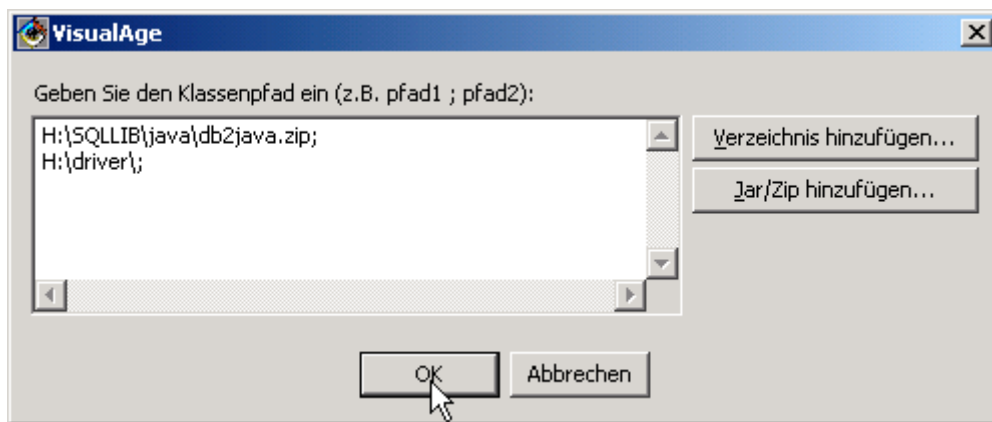 VisualAge
Geben Sie den Klassenpfad ein (z.B. pfad1 ; pfad2):
H:\SQLLIB\java\db2java.zip;
H:\driver\;
Verzeichnis hinzufügen...
Jar/Zip hinzufügen...
OK
Abbrechen